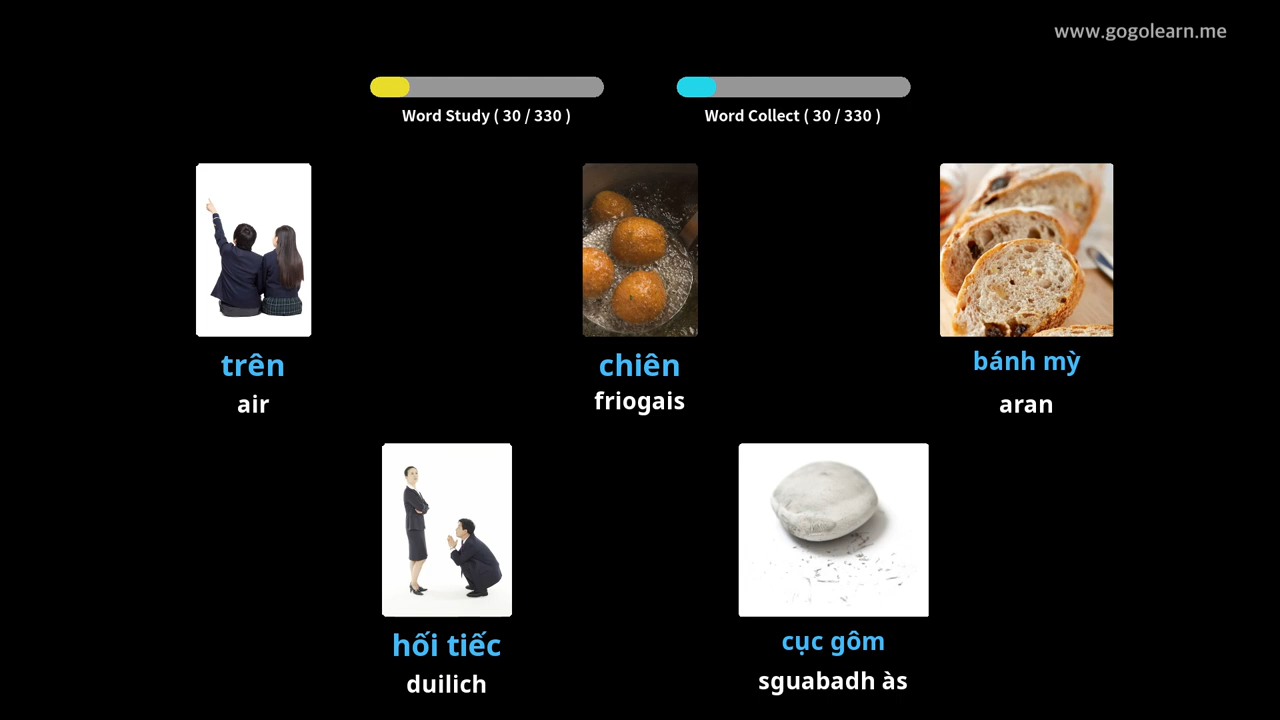 www.gogolearn.me
Word Study ( 30 / 330 )
Word Collect ( 30 / 330 )
trên
air
chiên
friogais
bánh mỳ
aran
hối tiếc
duilich
cục gôm
sguabadh às